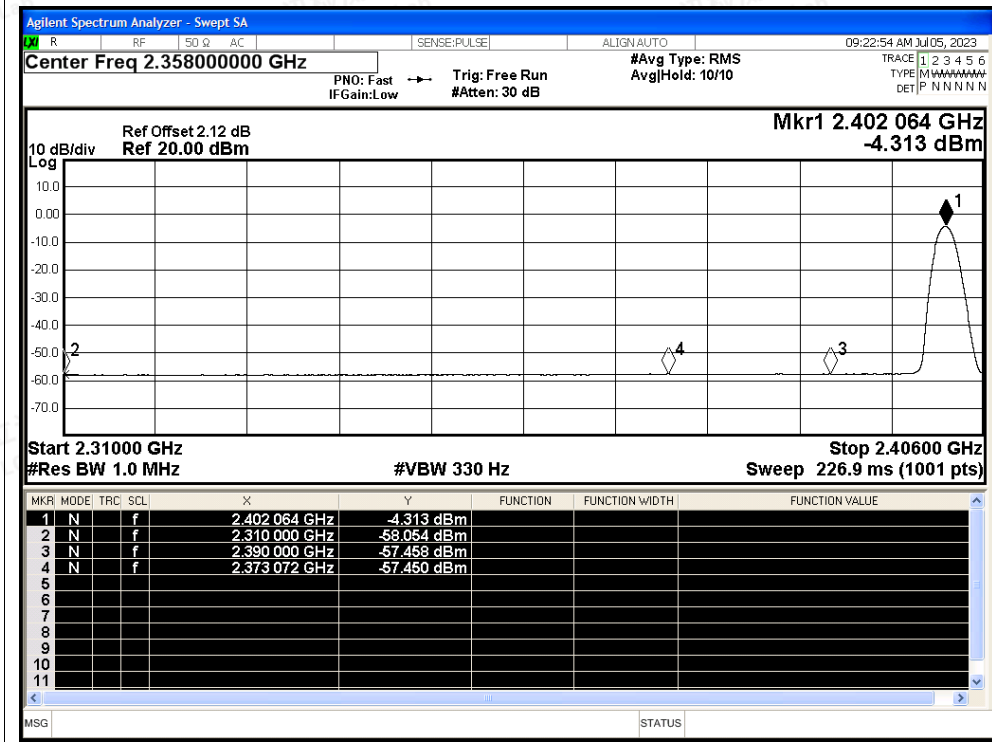 Agilent Spectrum Analyzer - Swept SA
LXI R RF 50 Ω AC SENSE:PULSE ALIGN AUTO 09:22:54 AM Jul 05, 2023
Center Freq 2.358000000 GHz
PNO: Fast
IFGain:Low
Trig: Free Run
#Atten: 30 dB
#Avg Type: RMS
Avg|Hold: 10/10
TRACE 1 2 3 4 5 6
TYPE M W W W W W
DET P N N N N N
Mkr1 2.402 064 GHz
-4.313 dBm
Ref Offset 2.12 dB
10 dB/div Ref 20.00 dBm
Log
10.0
0.00
-10.0
-20.0
-30.0
-40.0
-50.0
-60.0
-70.0
1
2
4
3
Start 2.31000 GHz Stop 2.40600 GHz
#Res BW 1.0 MHz #VBW 330 Hz Sweep 226.9 ms (1001 pts)
MKR MODE TRC SCL X Y FUNCTION FUNCTION WIDTH FUNCTION VALUE
1 N f 2.402 064 GHz -4.313 dBm
2 N f 2.310 000 GHz -58.054 dBm
3 N f 2.390 000 GHz -57.458 dBm
4 N f 2.373 072 GHz -57.450 dBm
5
6
7
8
9
10
11
MSG STATUS